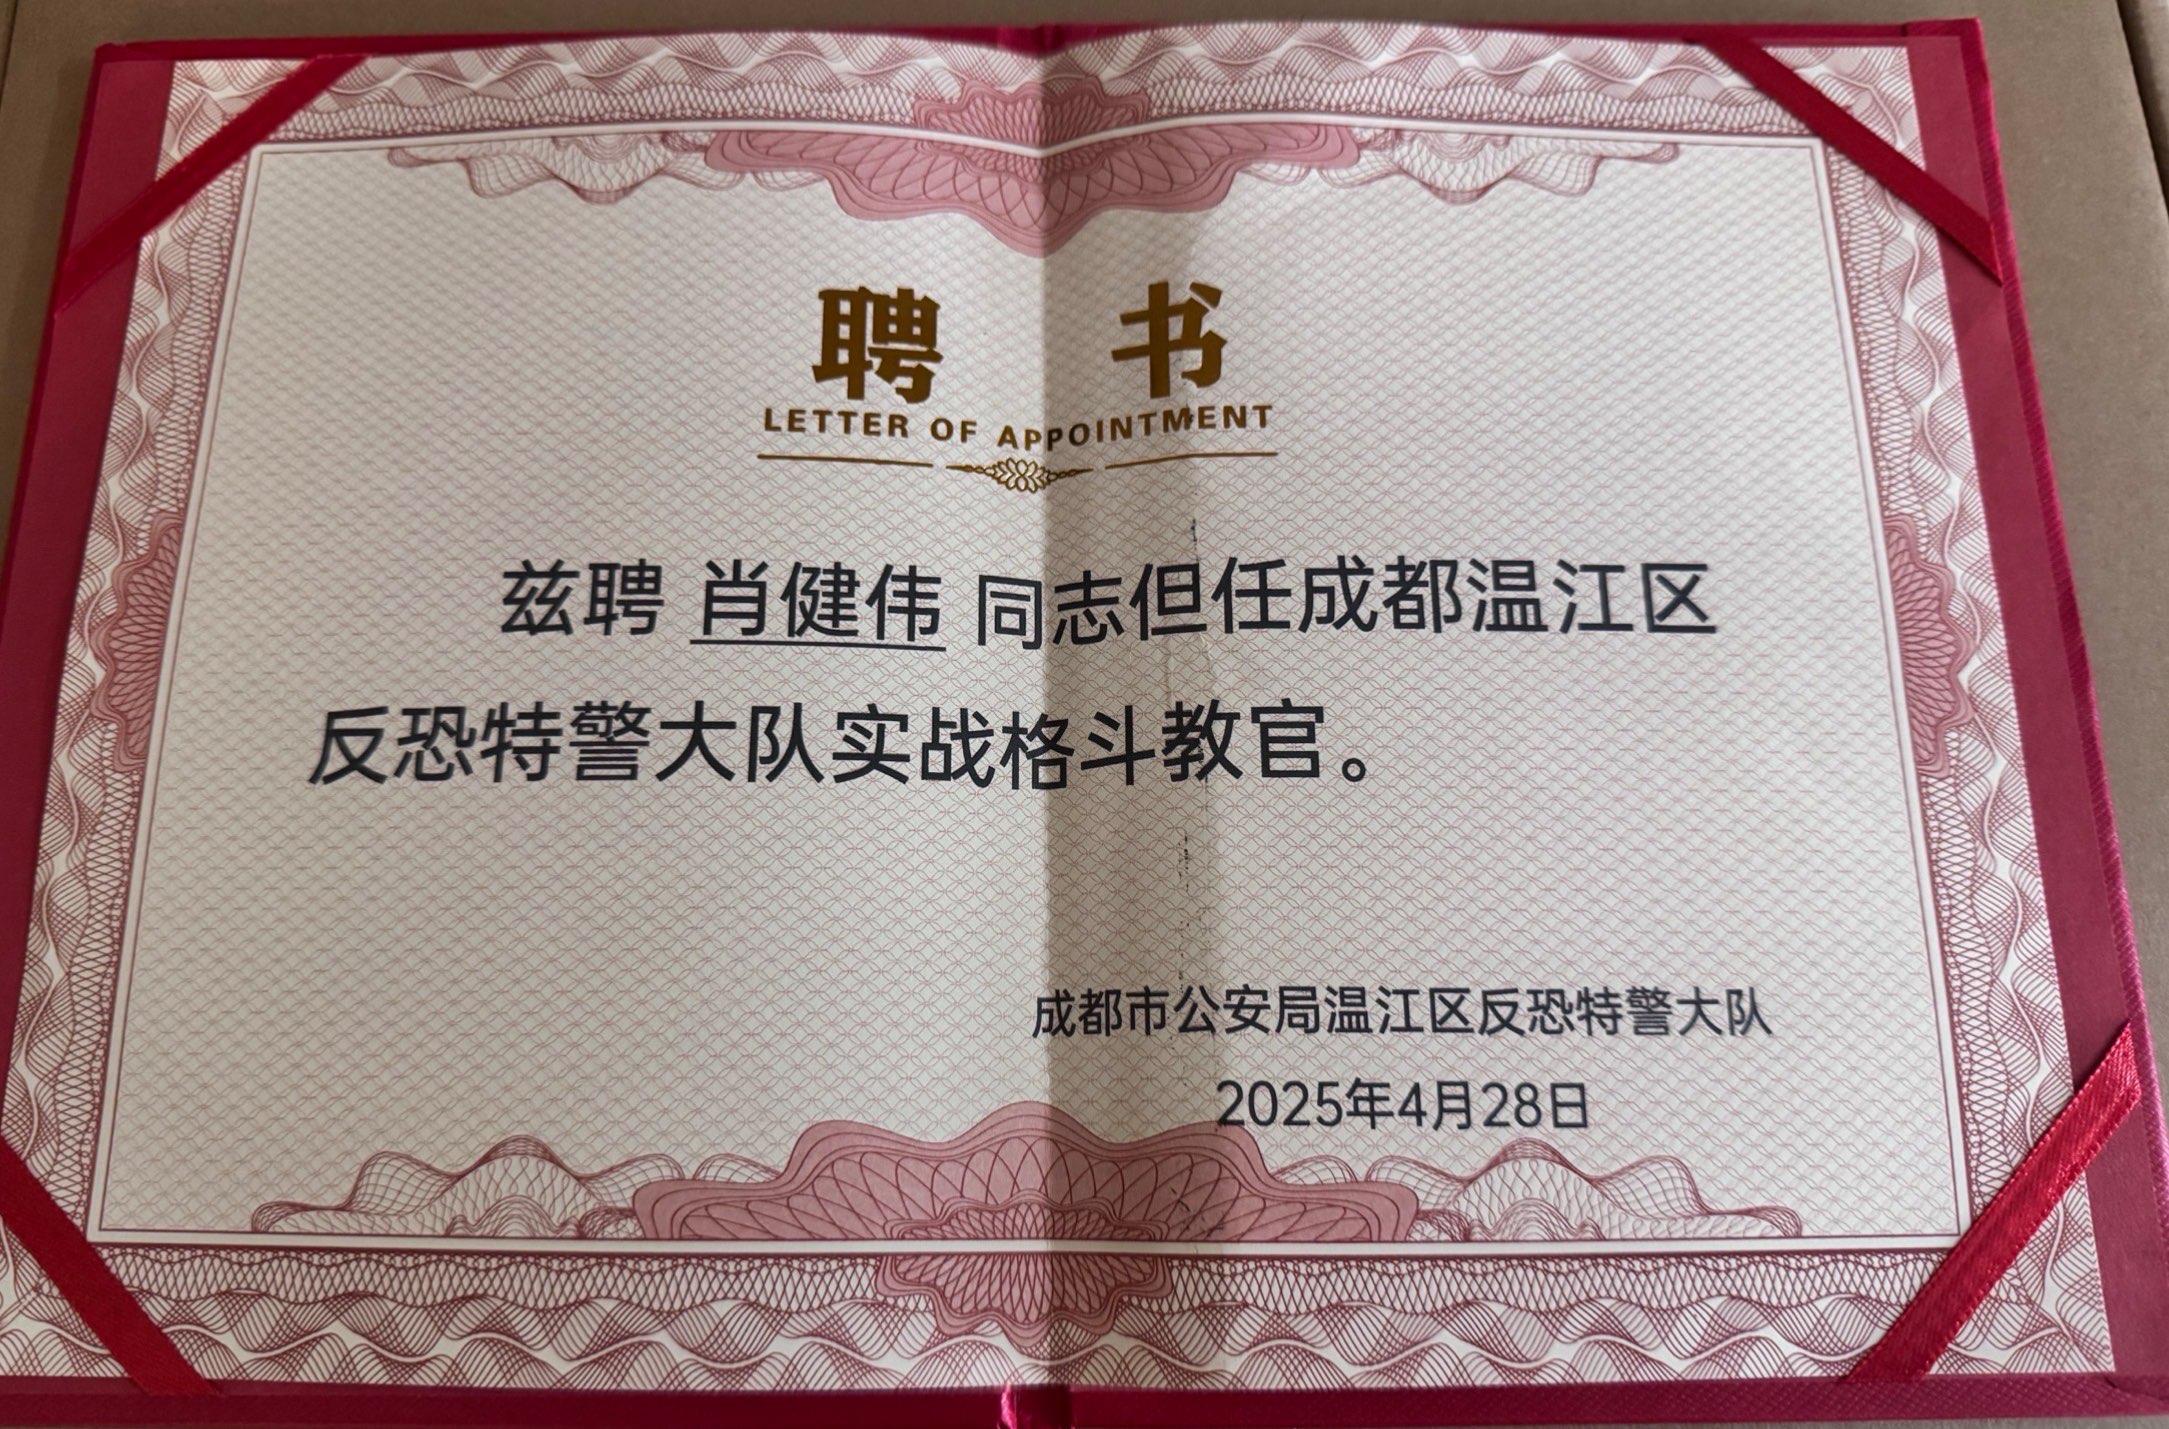 聘 书
LETTER OF APPOINTMENT
兹聘 肖健伟 同志但任成都温江区
反恐特警大队实战格斗教官。
成都市公安局温江区反恐特警大队
2025年4月28日